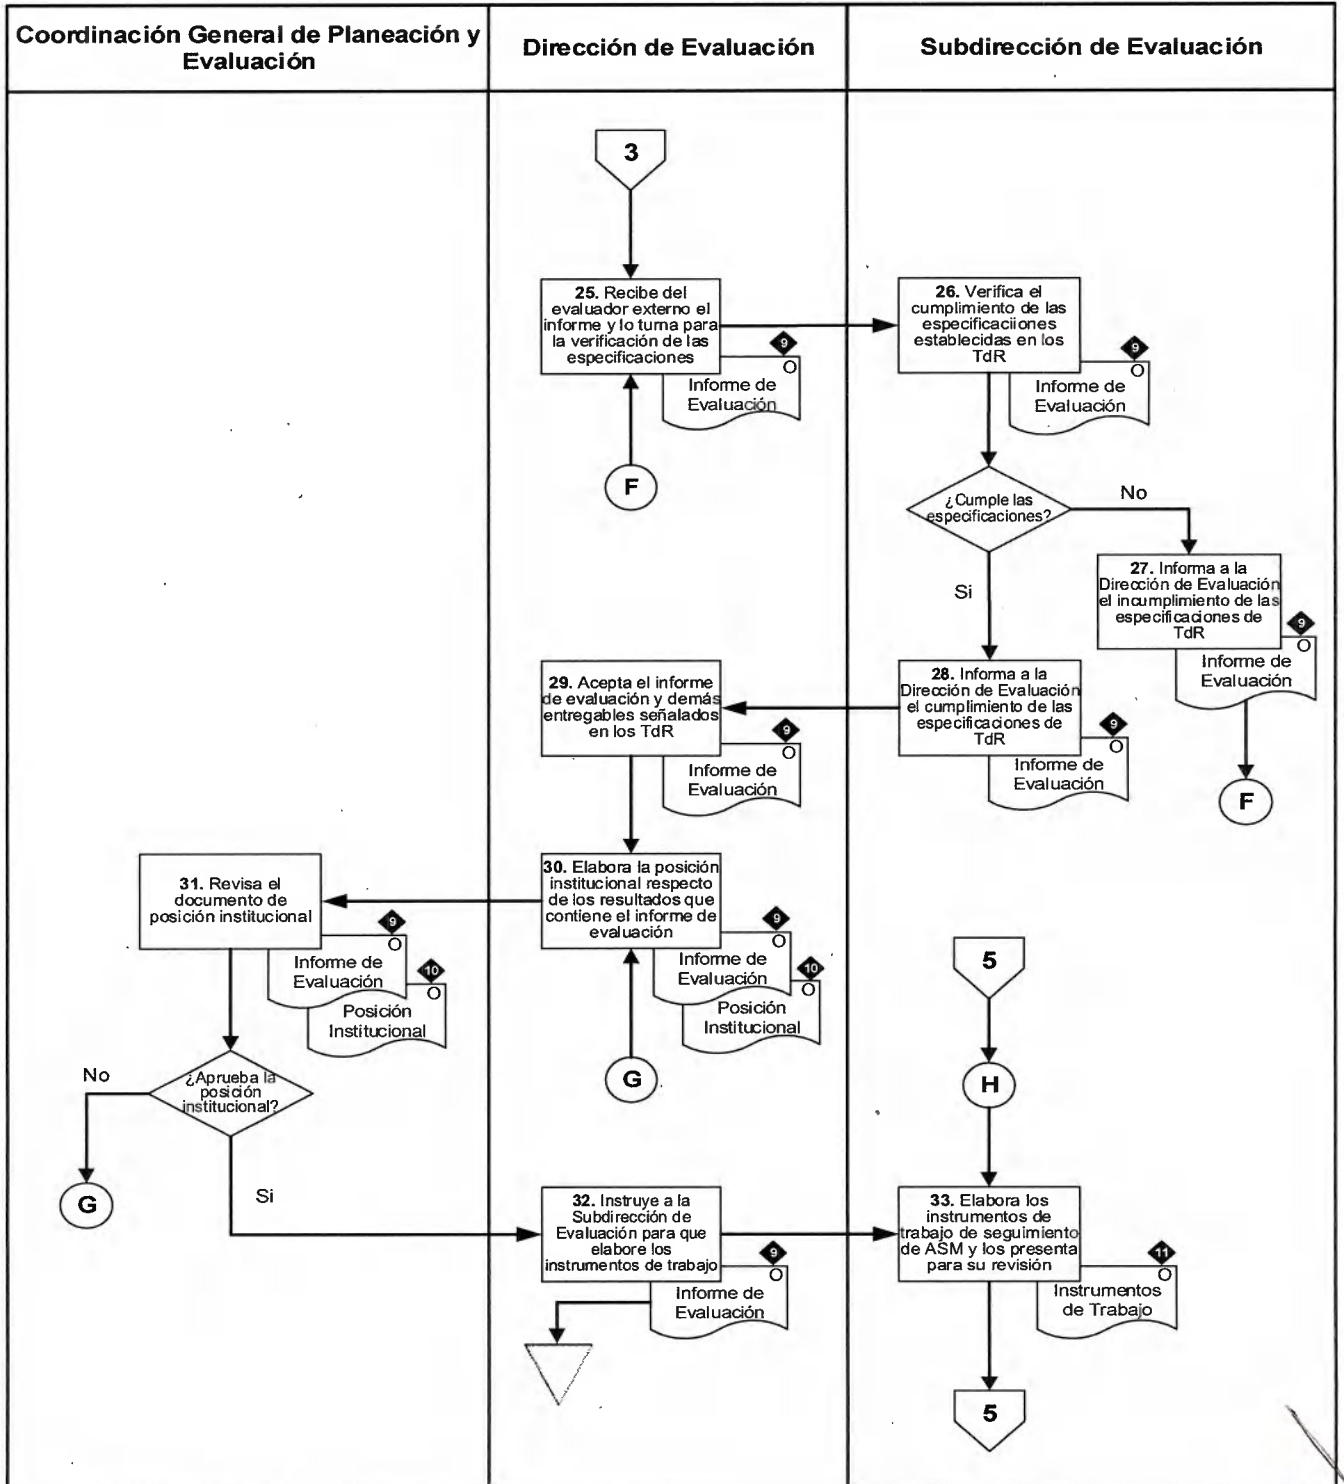 Coordinación General de Planeación y
Evaluación
Dirección de Evaluación
Subdirección de Evaluación
3
25. Recibe del
evaluador externo el
informe y lo turna para
la verificación de las
especificaciones
9
O
Informe de
Evaluación
F
26. Verifica el
cumplimiento de las
especificaciiones
establecidas en los
TdR
9
O
Informe de
Evaluación
¿Cumple las
especificaciones?
No
Si
27. Informa a la
Dirección de Evaluación
el incumplimiento de las
especificaciones de
TdR
9
O
Informe de
Evaluación
F
28. Informa a la
Dirección de Evaluación
el cumplimiento de las
especificaciones de
TdR
9
O
Informe de
Evaluación
29. Acepta el informe
de evaluación y demás
entregables señalados
en los TdR
9
O
Informe de
Evaluación
30. Elabora la posición
institucional respecto
de los resultados que
contiene el informe de
evaluación
9
O
Informe de
Evaluación
10
O
Posición
Institucional
G
31. Revisa el
documento de
posición institucional
9
O
Informe de
Evaluación
10
O
Posición
Institucional
¿Aprueba la
posición
institucional?
No
G
Si
32. Instruye a la
Subdirección de
Evaluación para que
elabore los
instrumentos de trabajo
9
O
Informe de
Evaluación
5
H
33. Elabora los
instrumentos de
trabajo de seguimiento
de ASM y los presenta
para su revisión
11
O
Instrumentos
de Trabajo
5